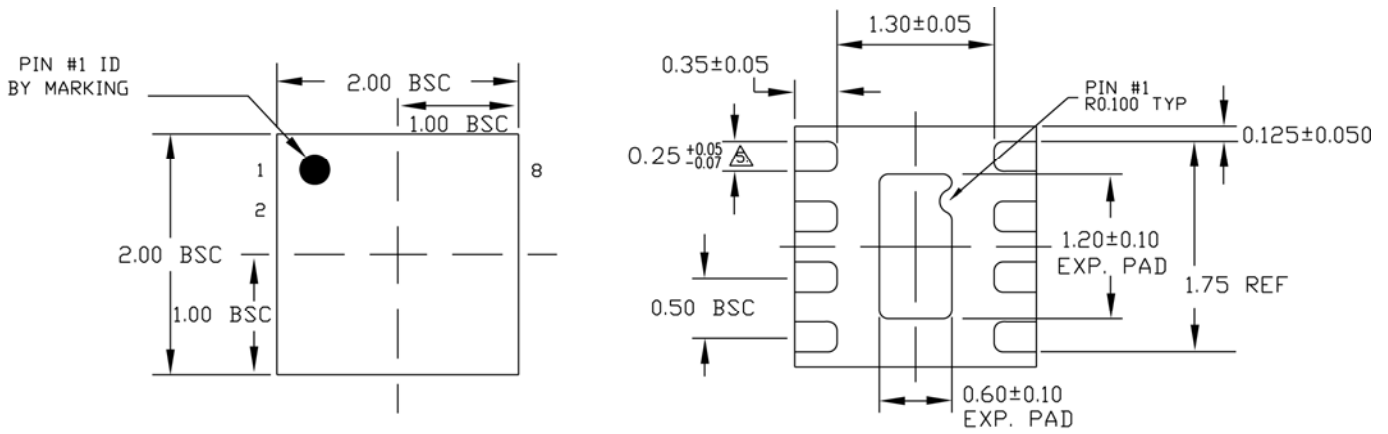 PIN #1 ID
BY MARKING
2.00 BSC
1.00 BSC
1
2
8
2.00 BSC
1.00 BSC
1.30±0.05
0.35±0.05
PIN #1
R0.100 TYP
0.125±0.050
0.25 +0.05
-0.07
5.
1.20±0.10
EXP. PAD
1.75 REF
0.50 BSC
0.60±0.10
EXP. PAD